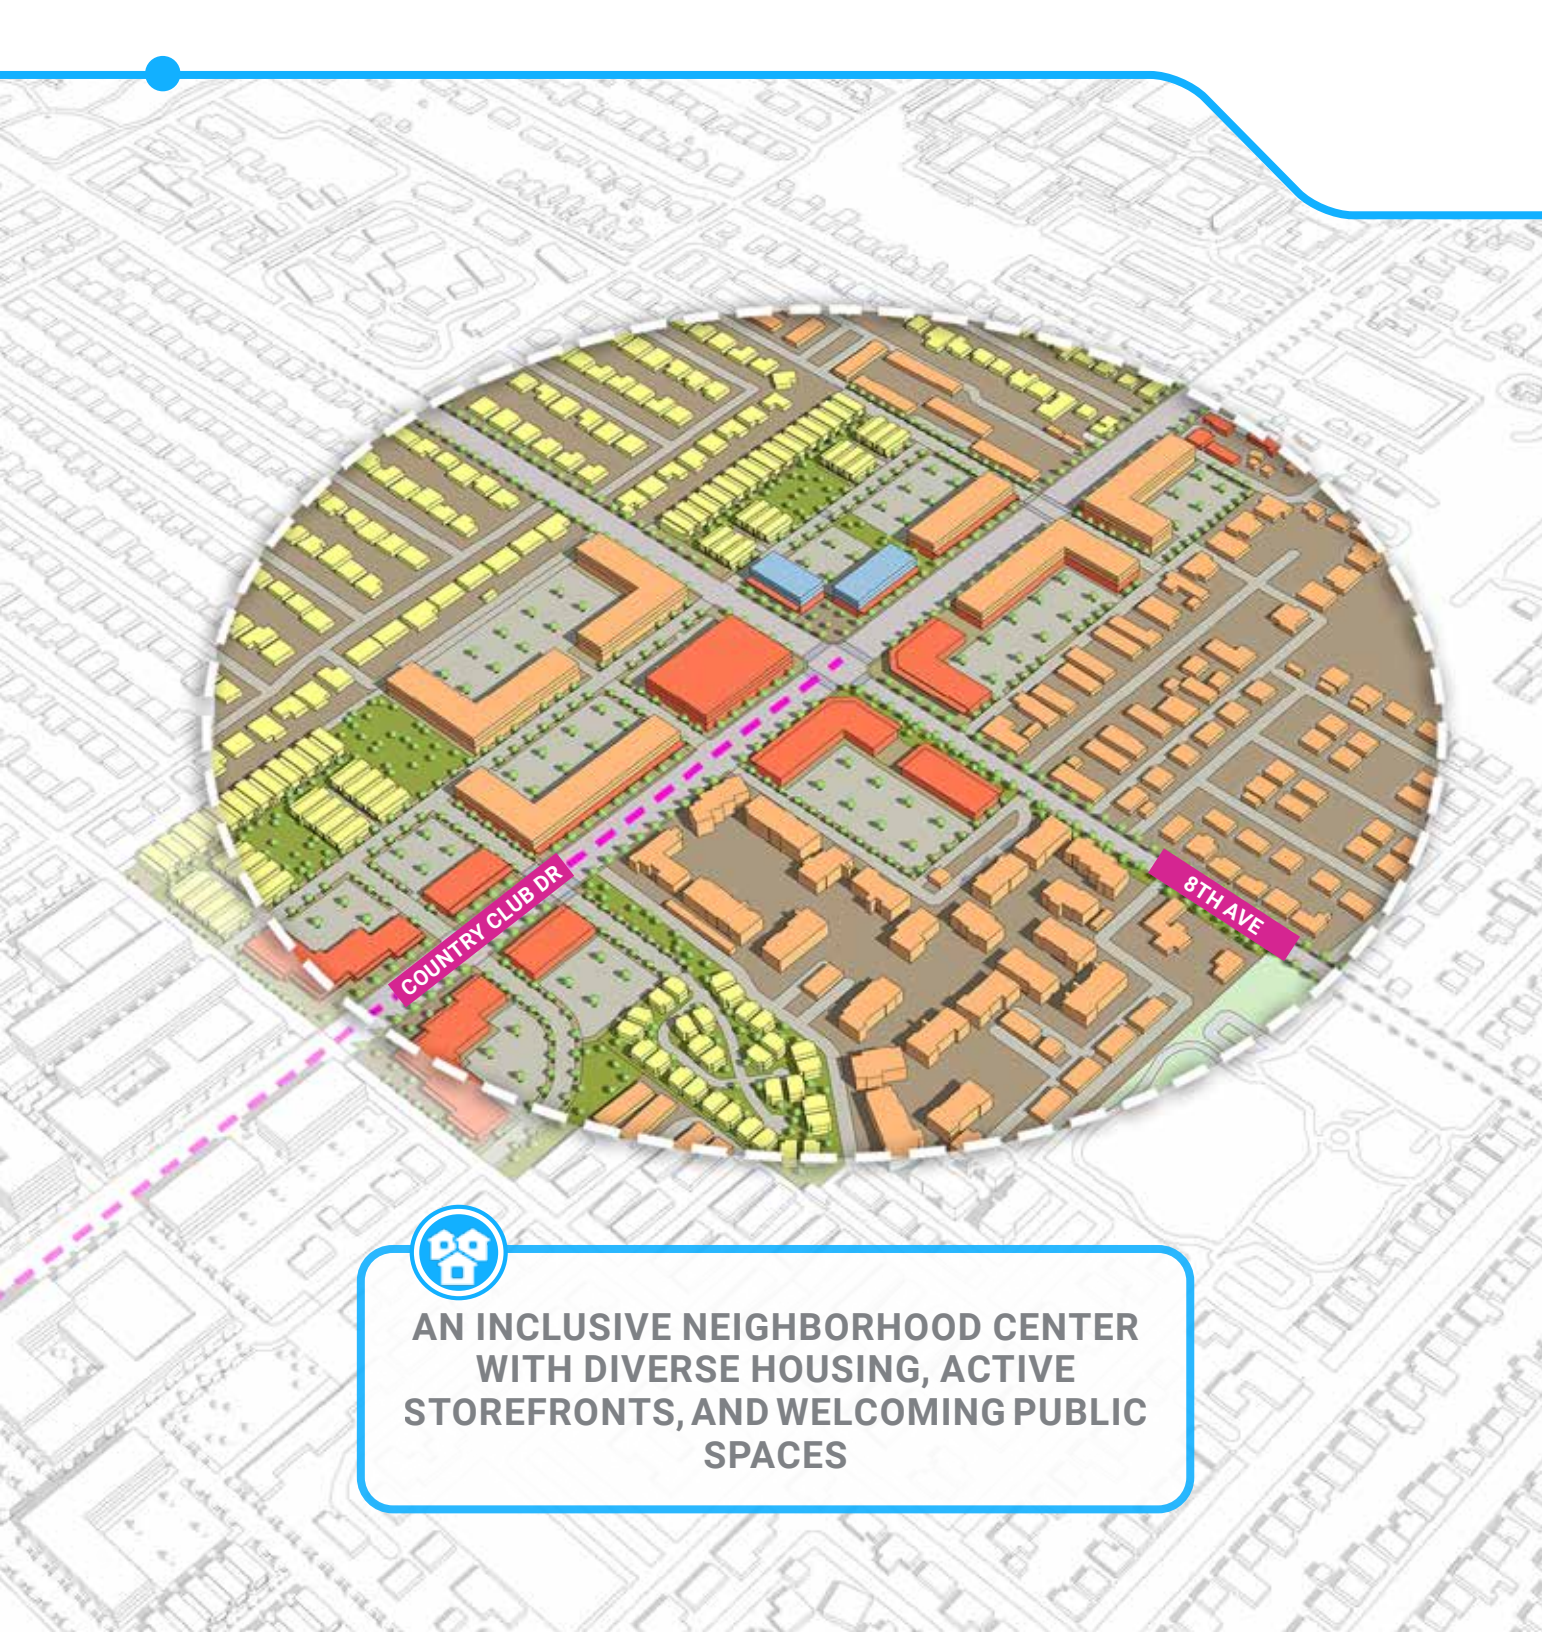 COUNTRY CLUB DR
8TH AVE
AN INCLUSIVE NEIGHBORHOOD CENTER
WITH DIVERSE HOUSING, ACTIVE
STOREFRONTS, AND WELCOMING PUBLIC
SPACES